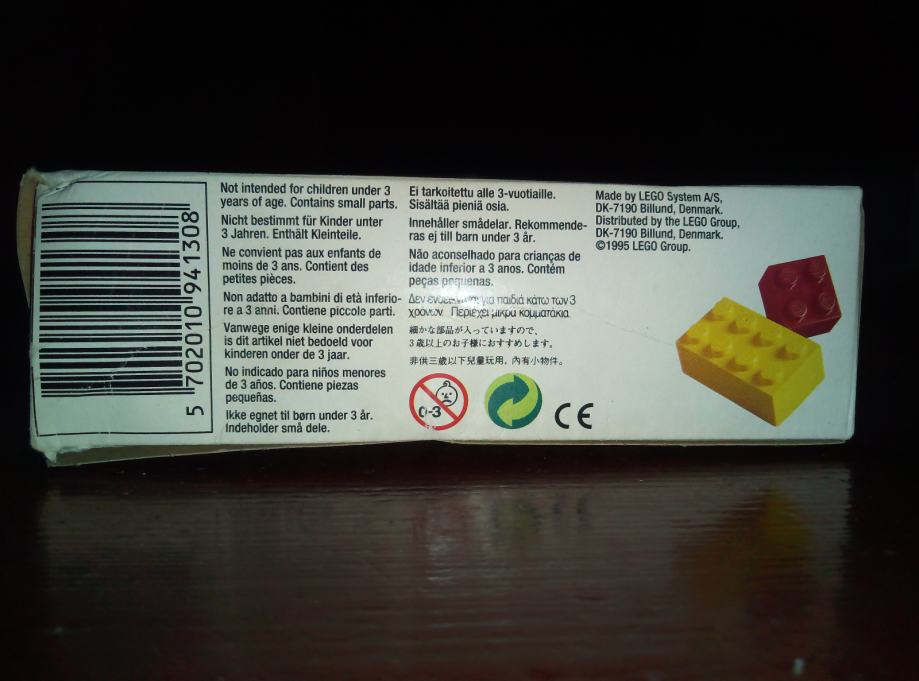 5 702010 941308
Not intended for children under 3
years of age. Contains small parts.
Nicht bestimmt für Kinder unter
3 Jahren. Enthält Kleinteile.
Ne convient pas aux enfants de
moins de 3 ans. Contient des
petites pièces.
Non adatto a bambini di età inferio-
re a 3 anni. Contiene piccole parti.
Vanwege enige kleine onderdelen
is dit artikel niet bedoeld voor
kinderen onder de 3 jaar.
No indicado para niños menores
de 3 años. Contiene piezas
pequeñas.
Ikke egnet til børn under 3 år.
Indeholder små dele.
Ei tarkoitettu alle 3-vuotiaille.
Sisältää pieniä osia.
Innehåller smådelar. Rekommende-
ras ej till barn under 3 år.
Não aconselhado para crianças de
idade inferior a 3 anos. Contém
peças pequenas.
Δεν ενδείκνυται για παιδιά κάτω των 3
χρόνων. Περιέχει μικρά κομματάκια.
細かな部品が入っていますので、
3歳以上のお子様におすすめします。
非供三歲以下兒童玩用，內有小物件。
0-3
CE
Made by LEGO System A/S,
DK-7190 Billund, Denmark.
Distributed by the LEGO Group,
DK-7190 Billund, Denmark.
©1995 LEGO Group.